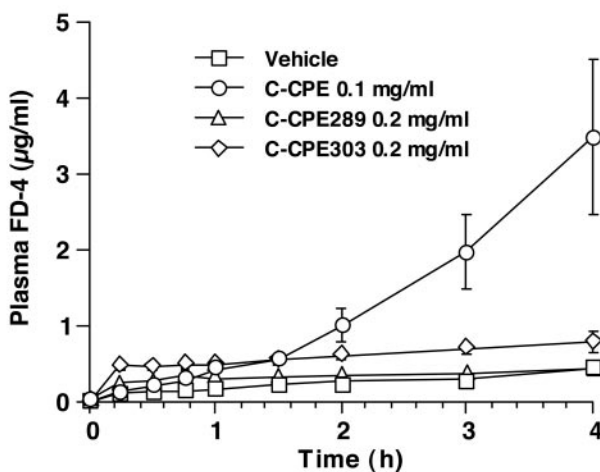 5
4
3
2
1
0
Plasma FD-4 (µg/ml)
Vehicle
C-CPE 0.1 mg/ml
C-CPE289 0.2 mg/ml
C-CPE303 0.2 mg/ml
0 1 2 3 4
Time (h)